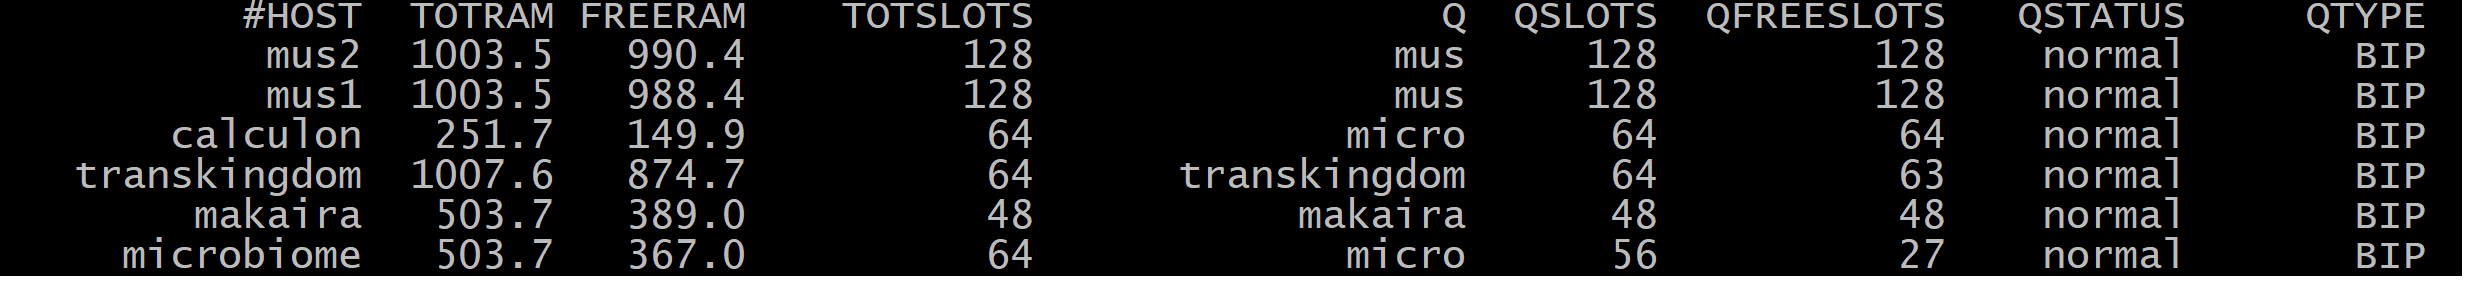 #HOST TOTRAM FREERAM TOTSLOTS Q QSLOTS QFREESLOTS QSTATUS QTYPE
mus2 1003.5 990.4 128 mus 128 128 normal BIP
mus1 1003.5 988.4 128 mus 128 128 normal BIP
calculon 251.7 149.9 64 micro 64 64 normal BIP
transkingdom 1007.6 874.7 64 transkingdom 64 63 normal BIP
makaira 503.7 389.0 48 makaira 48 48 normal BIP
microbiome 503.7 367.0 64 micro 56 27 normal BIP